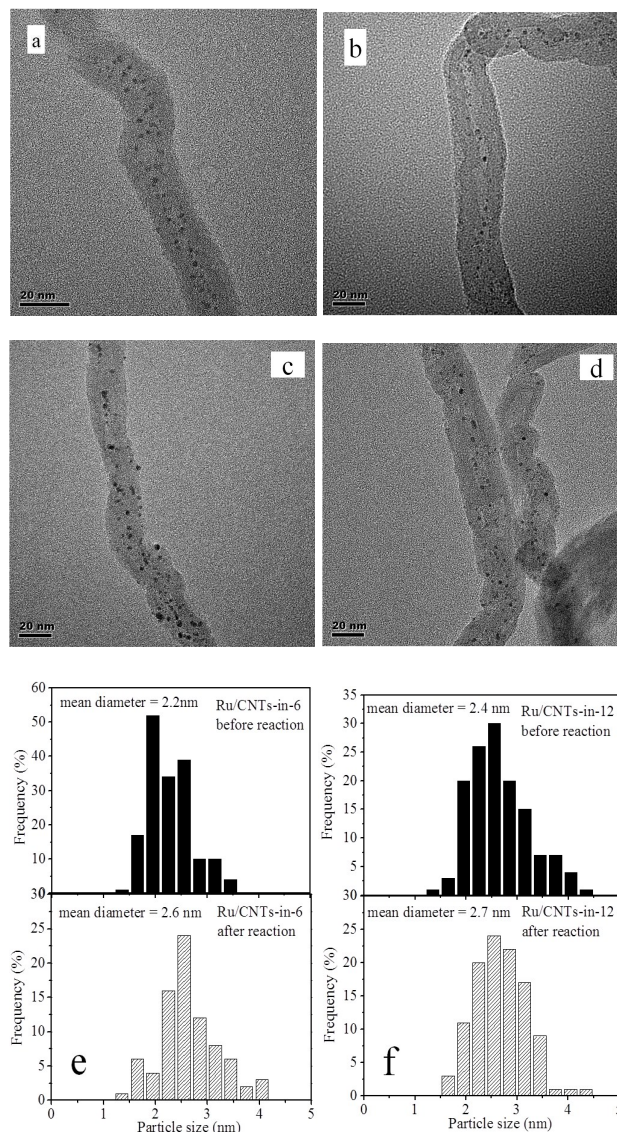 a
20 nm
b
20 nm
c
20 nm
d
20 nm
60
50
40
30
20
10
30
mean diameter = 2.2nm
Ru/CNTs-in-6
before reaction
Frequency (%)
mean diameter = 2.6 nm
Ru/CNTs-in-6
after reaction
25
20
15
10
5
0
Frequency (%)
e
0 1 2 3 4 5
Particle size (nm)
35
30
25
20
15
10
5
30
mean diameter = 2.4 nm
Ru/CNTs-in-12
before reaction
Frequency (%)
mean diameter = 2.7 nm
Ru/CNTs-in-12
after reaction
25
20
15
10
5
0
Frequency (%)
f
0 1 2 3 4 5
Particle size (nm)